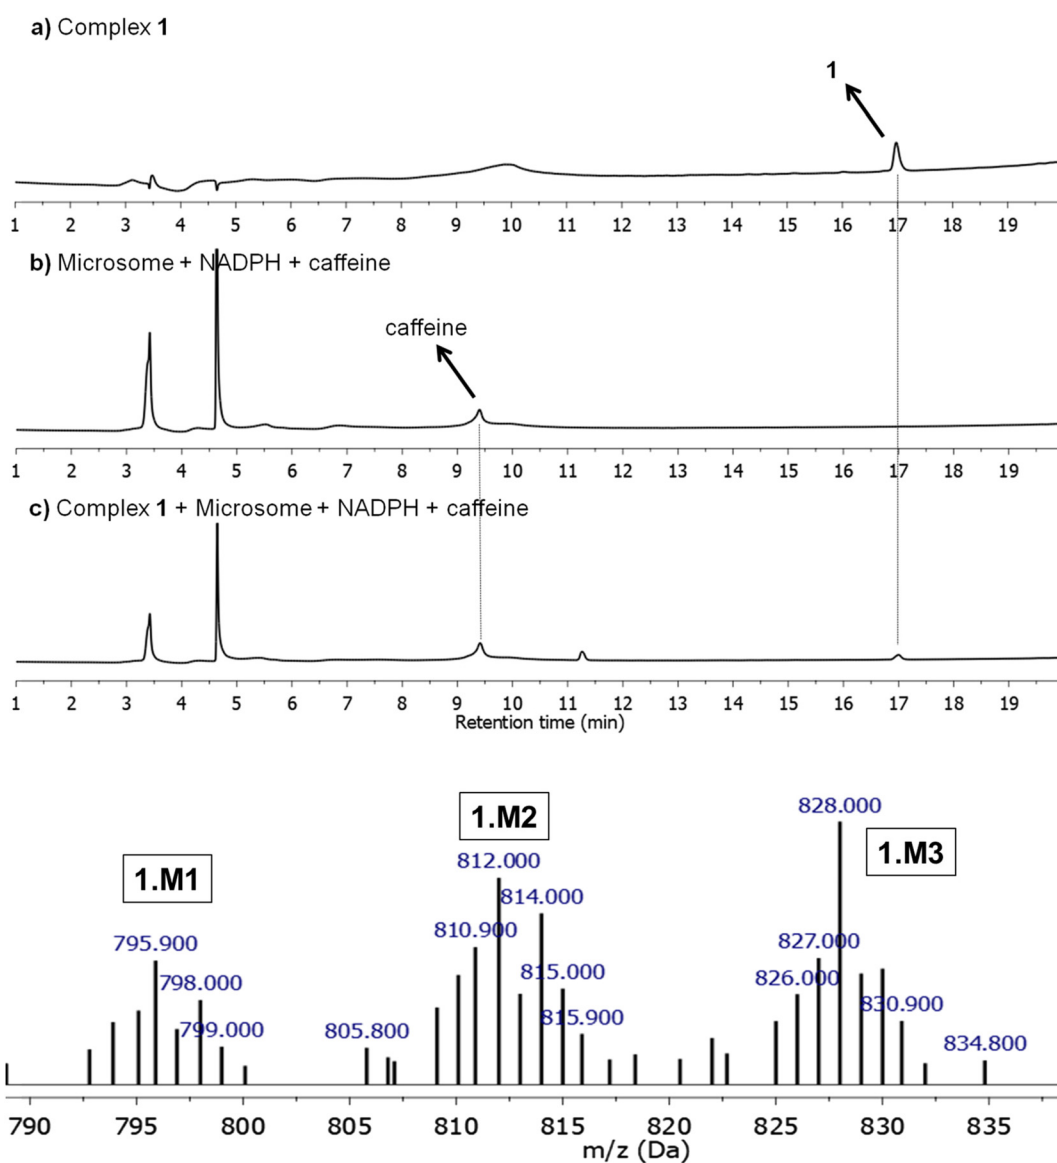 a) Complex 1
1
1 2 3 4 5 6 7 8 9 10 11 12 13 14 15 16 17 18 19
b) Microsome + NADPH + caffeine
caffeine
1 2 3 4 5 6 7 8 9 10 11 12 13 14 15 16 17 18 19
c) Complex 1 + Microsome + NADPH + caffeine
1 2 3 4 5 6 7 8 9 10 11 12 13 14 15 16 17 18 19
Retention time (min)
1.M1
1.M2
1.M3
795.900
798.000
799.000
805.800
810.900
812.000
814.000
815.000
815.900
826.000
827.000
828.000
830.900
834.800
790 795 800 805 810 815 820 825 830 835
m/z (Da)